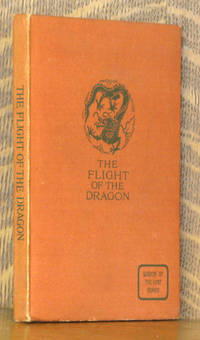 THE FLIGHT OF THE DRAGON
THE
FLIGHT
OF THE
DRAGON
WISDOM OF
THE EAST
SERIES